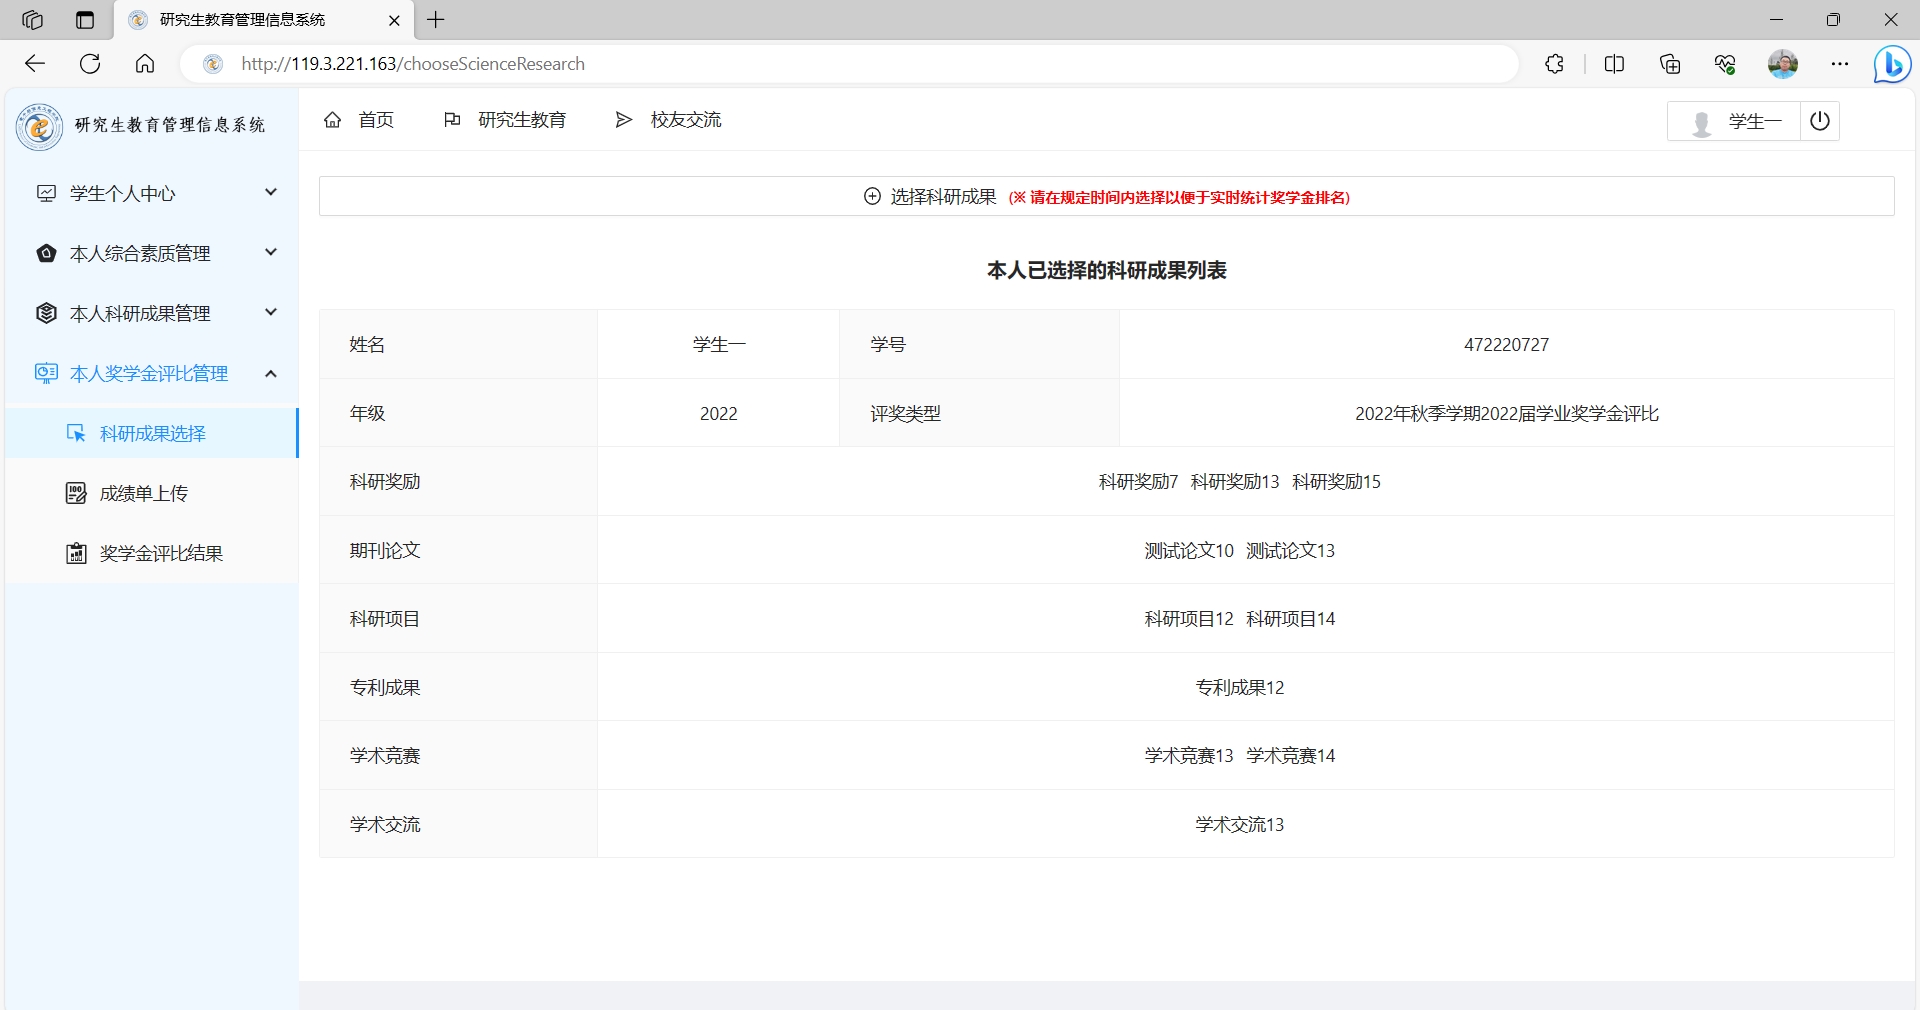 研究生教育管理信息系统
http://119.3.221.163/chooseScienceResearch
研究生教育管理信息系统
首页 研究生教育 校友交流 学生一
学生个人中心
本人综合素质管理
本人科研成果管理
本人奖学金评比管理
科研成果选择
成绩单上传
奖学金评比结果
选择科研成果 (※ 请在规定时间内选择以便于实时统计奖学金排名)
本人已选择的科研成果列表
姓名 学生一 学号 472220727
年级 2022 评奖类型 2022年秋季学期2022届学业奖学金评比
科研奖励 科研奖励7 科研奖励13 科研奖励15
期刊论文 测试论文10 测试论文13
科研项目 科研项目12 科研项目14
专利成果 专利成果12
学术竞赛 学术竞赛13 学术竞赛14
学术交流 学术交流13